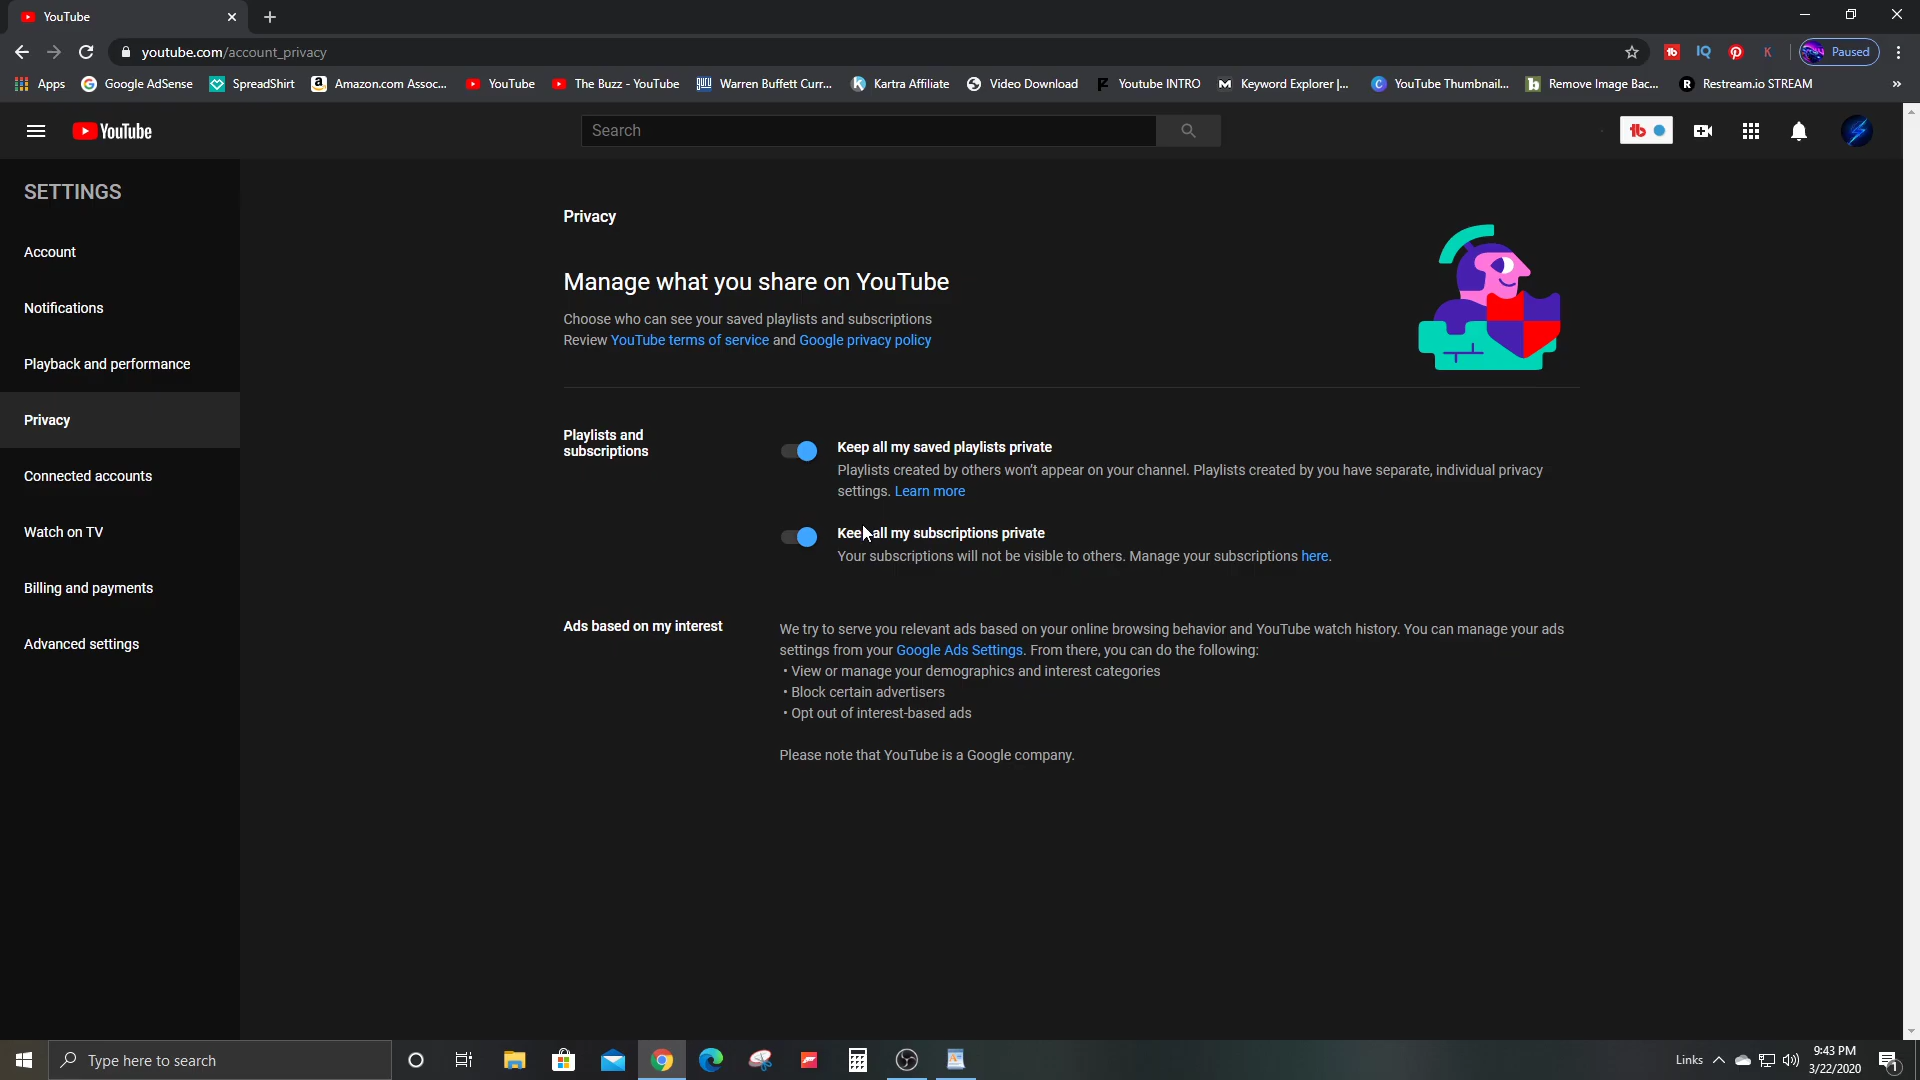 YouTube
youtube.com/account_privacy
Paused
Apps
Google AdSense
SpreadShirt
Amazon.com Assoc...
YouTube
The Buzz - YouTube
Warren Buffett Curr...
Kartra Affiliate
Video Download
Youtube INTRO
Keyword Explorer |...
YouTube Thumbnail...
Remove Image Bac...
Restream.io STREAM
YouTube
Search
SETTINGS
Account
Notifications
Playback and performance
Privacy
Connected accounts
Watch on TV
Billing and payments
Advanced settings
Privacy
Manage what you share on YouTube
Choose who can see your saved playlists and subscriptions
Review YouTube terms of service and Google privacy policy
Playlists and
subscriptions
Keep all my saved playlists private
Playlists created by others won't appear on your channel. Playlists created by you have separate, individual privacy
settings. Learn more
Keep all my subscriptions private
Your subscriptions will not be visible to others. Manage your subscriptions here.
Ads based on my interest
We try to serve you relevant ads based on your online browsing behavior and YouTube watch history. You can manage your ads
settings from your Google Ads Settings. From there, you can do the following:
• View or manage your demographics and interest categories
• Block certain advertisers
• Opt out of interest-based ads
Please note that YouTube is a Google company.
Type here to search
Links
9:43 PM
3/22/2020
1